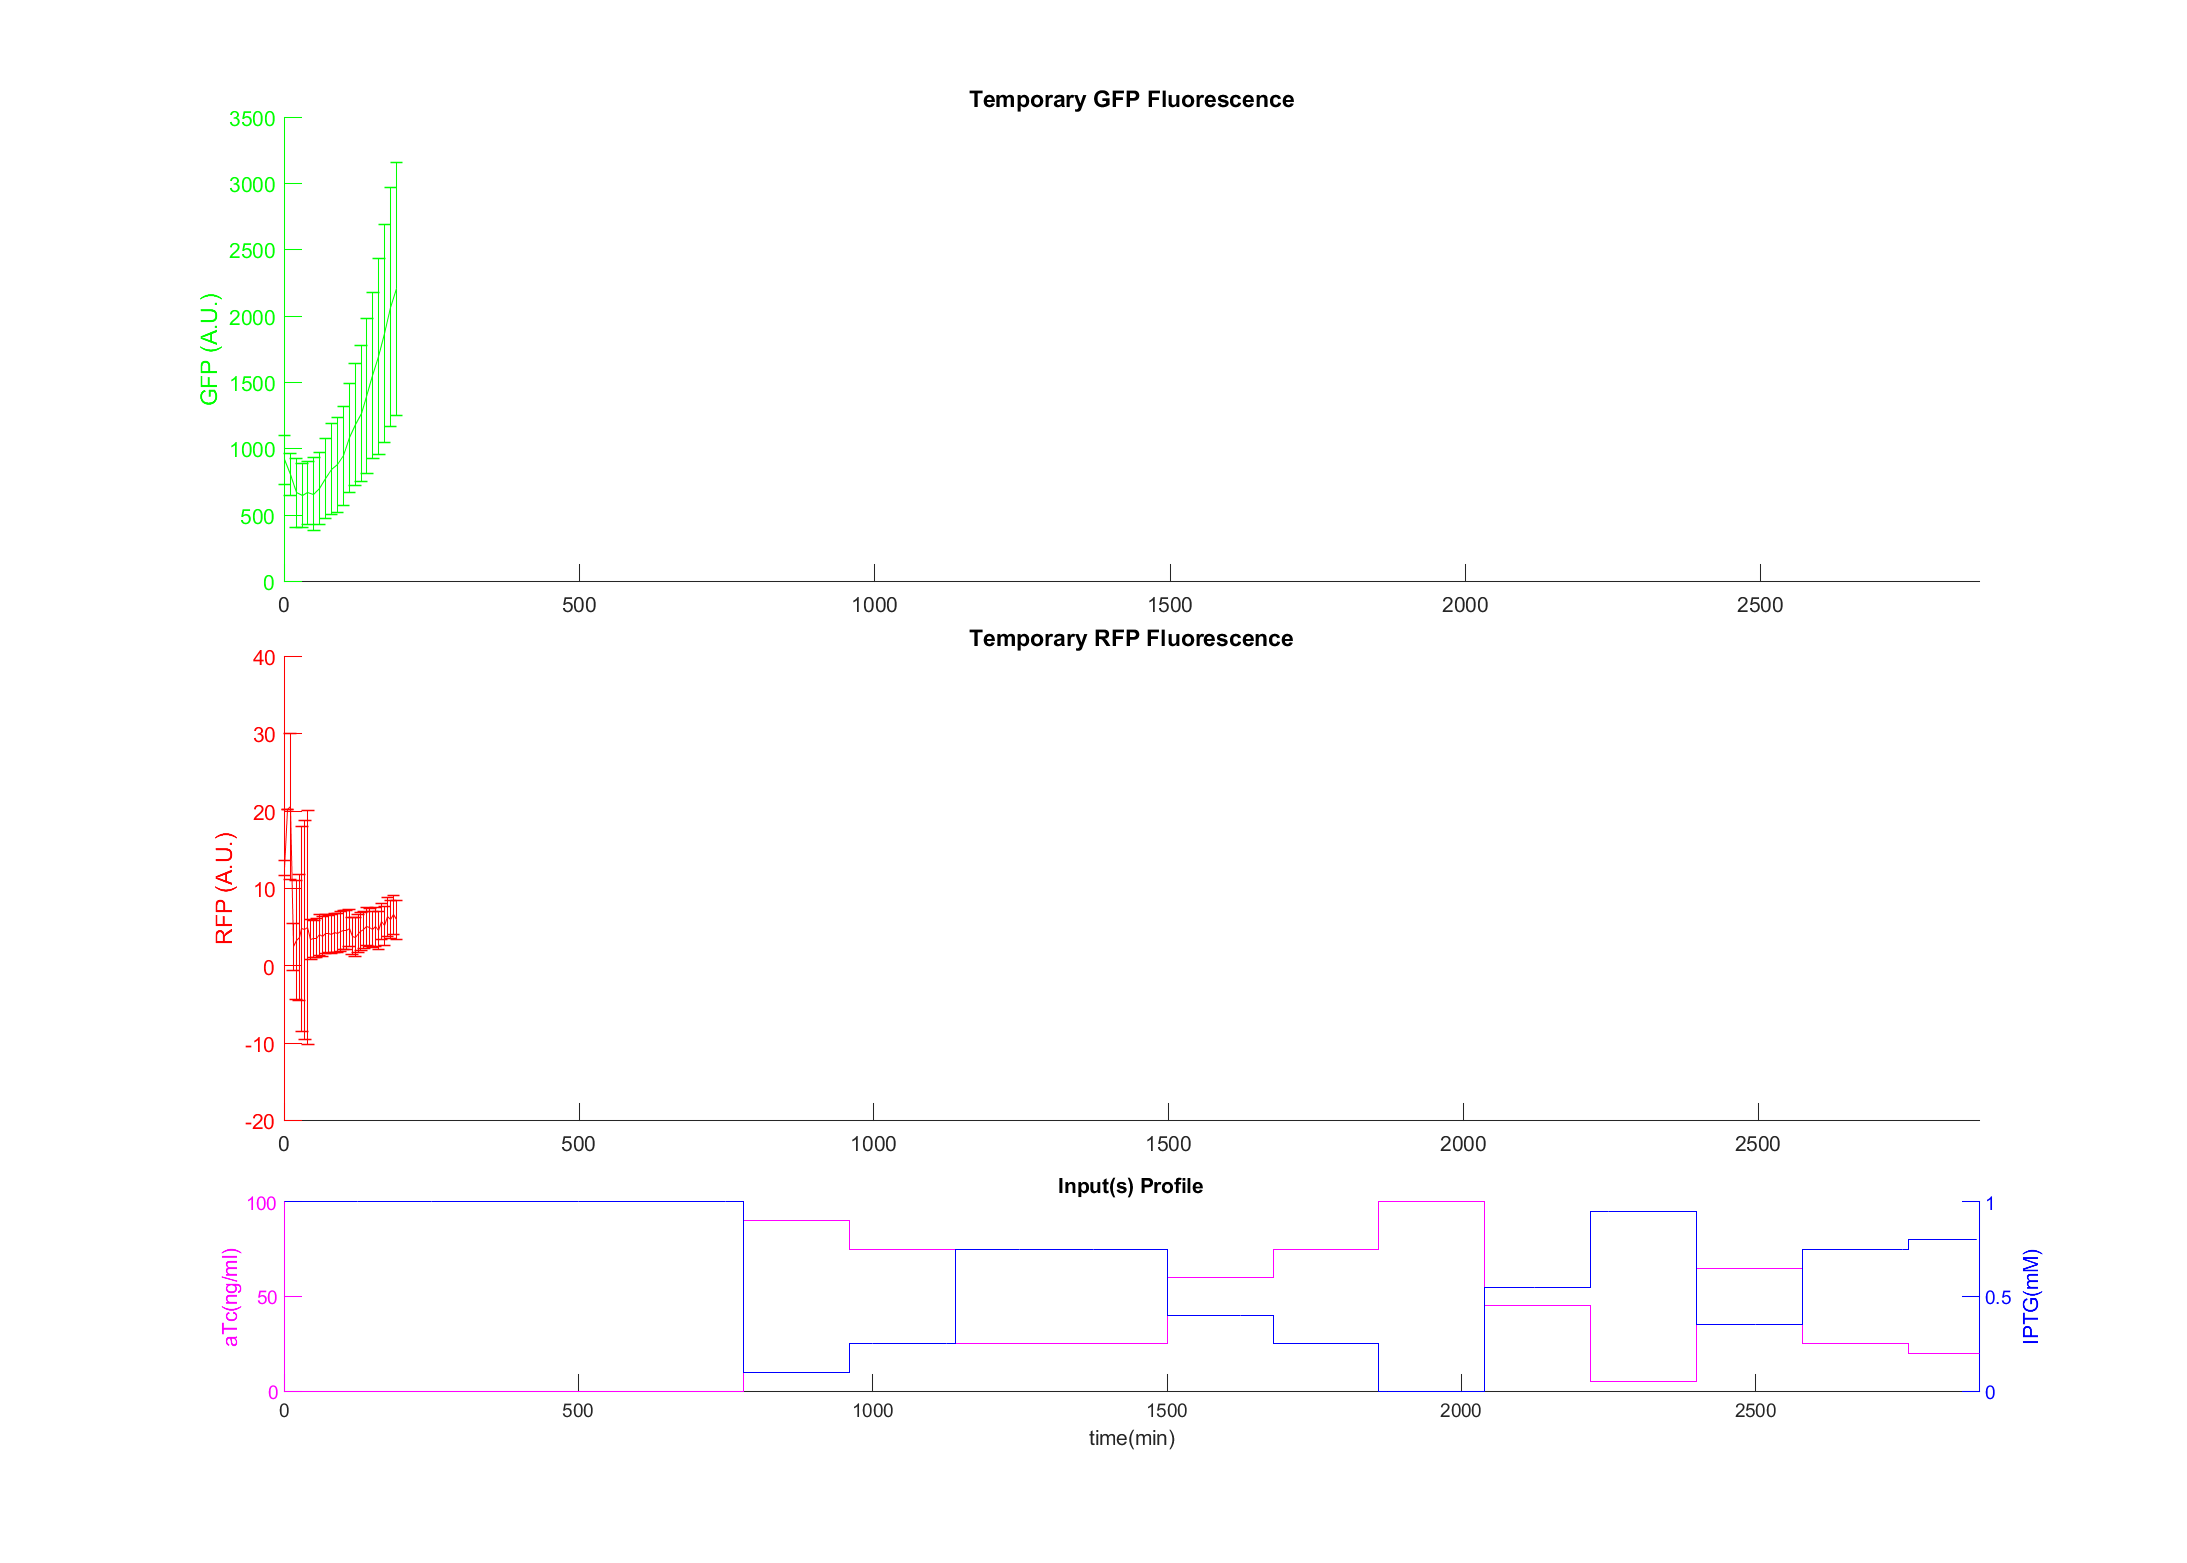 Temporary GFP Fluorescence
3500
3000
2500
2000
1500
1000
500
0
GFP (A.U.)
0 500 1000 1500 2000 2500
Temporary RFP Fluorescence
40
30
20
10
0
-10
-20
RFP (A.U.)
0 500 1000 1500 2000 2500
Input(s) Profile
100
50
0
aTc(ng/ml)
1
0.5
0
IPTG(mM)
0 500 1000 1500 2000 2500
time(min)